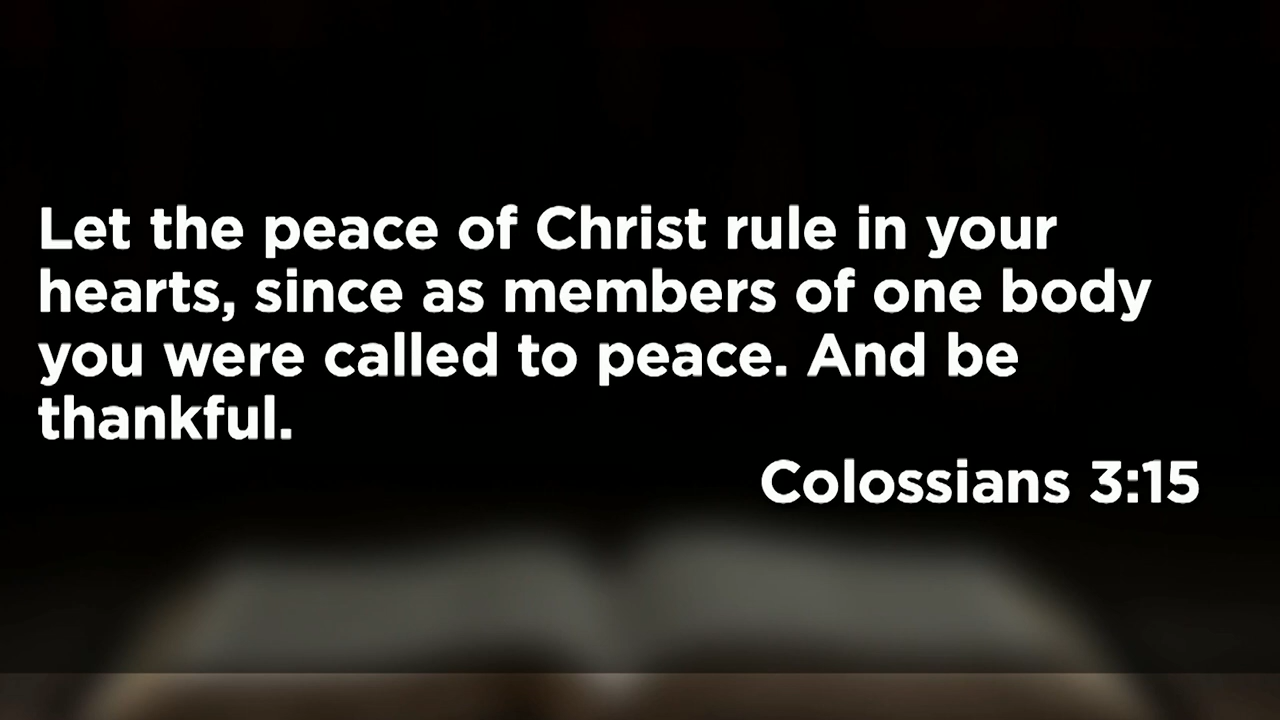 Let the peace of Christ rule in your
hearts, since as members of one body
you were called to peace. And be
thankful.
Colossians 3:15